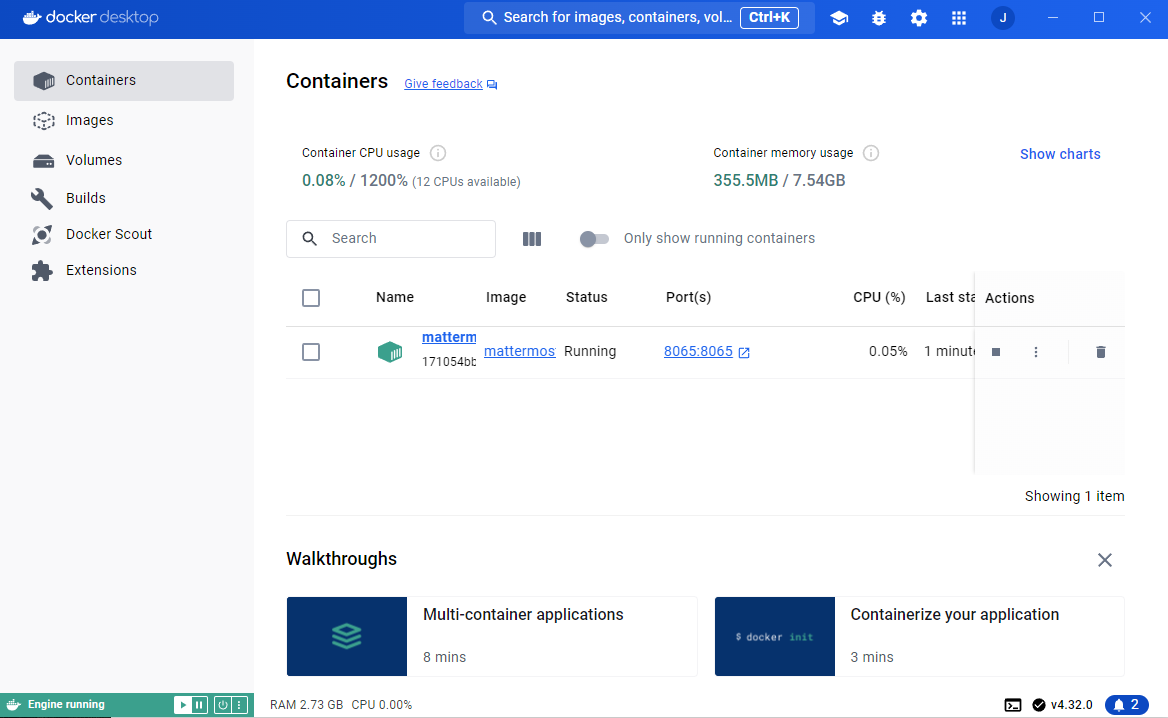 docker desktop
Search for images, containers, vol... Ctrl+K
J
Containers
Images
Volumes
Builds
Docker Scout
Extensions
Containers Give feedback
Container CPU usage
0.08% / 1200% (12 CPUs available)
Container memory usage
355.5MB / 7.54GB
Show charts
Search
Only show running containers
Name Image Status Port(s) CPU (%) Last sta Actions
matterm
171054bb
mattermos Running 8065:8065 0.05% 1 minute
Showing 1 item
Walkthroughs
Multi-container applications
8 mins
$ docker init
Containerize your application
3 mins
Engine running
RAM 2.73 GB CPU 0.00%
v4.32.0
2